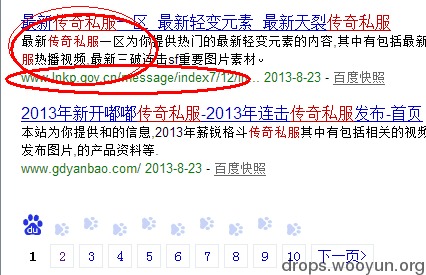 最新传奇私服一区_最新轻变元素_最新天裂传奇私服
最新传奇私服一区为你提供热门的最新轻变元素的内容,其中有包括最新
服热播视频,最新三破连击sf重要图片素材。
www.lnkp.gov.cn/message/index7/12/in... 2013-8-23 - 百度快照
2013年新开嘟嘟传奇私服-2013年连击传奇私服发布-首页
本站为你提供和的信息,2013年薪锐格斗传奇私服其中有包括相关的视频
发布图片,的产品资料等.
www.gdyanbao.com/ 2013-8-23 - 百度快照
du
1 2 3 4 5 6 7 8 9 10 下一页>
drops.wooyun.org